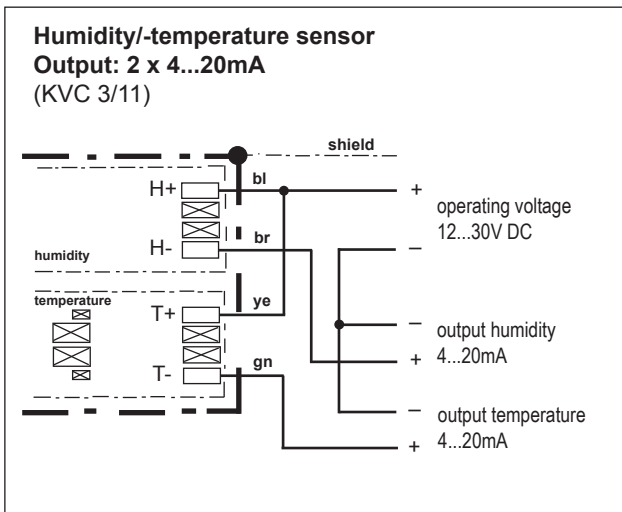 Humidity/-temperature sensor
Output: 2 x 4...20mA
(KVC 3/11)
shield
H+
bl
+
operating voltage
12...30V DC
H-
br
−
humidity
temperature
T+
ye
−
output humidity
+
4...20mA
T-
gn
−
output temperature
+
4...20mA